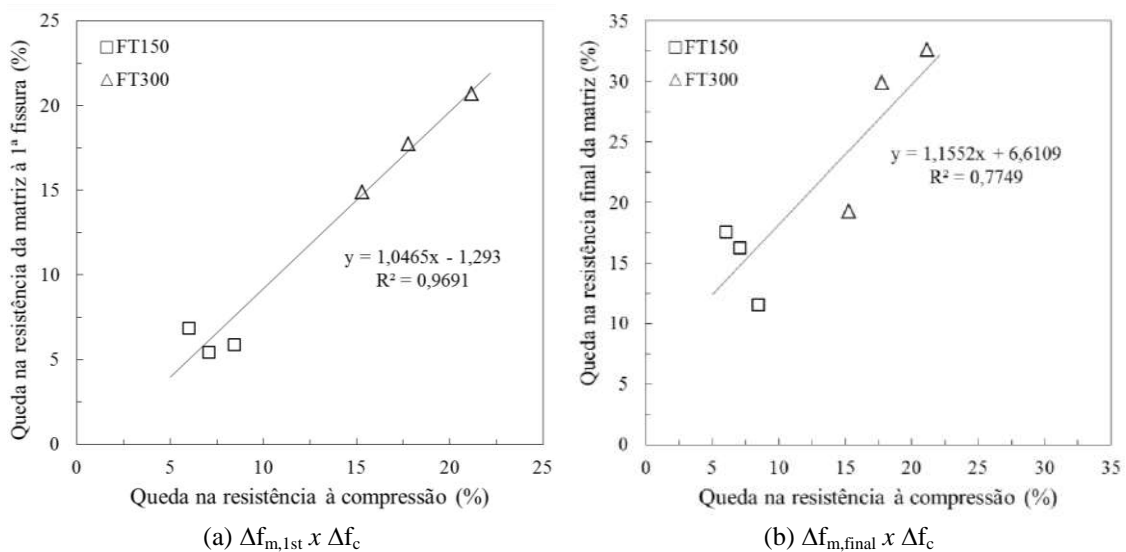 Queda na resistência da matriz à 1ª fissura (%)
25
20
15
10
5
0
□ FT150
△ FT300
y = 1,0465x - 1,293
R² = 0,9691
0 5 10 15 20 25
Queda na resistência à compressão (%)
(a) Δfm,1st x Δfc
Queda na resistência final da matriz (%)
35
30
25
20
15
10
5
0
□ FT150
△ FT300
y = 1,1552x + 6,6109
R² = 0,7749
0 5 10 15 20 25 30 35
Queda na resistência à compressão (%)
(b) Δfm,final x Δfc